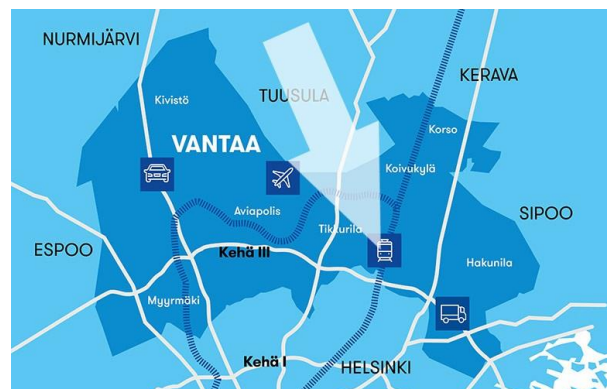 NURMIJÄRVI
KERAVA
Kivistö
TUUSULA
Korso
VANTAA
Koivukylä
Aviapolis
SIPOO
Tikkurila
ESPOO
Kehä III
Hakunila
Myyrmäki
Kehä I
HELSINKI